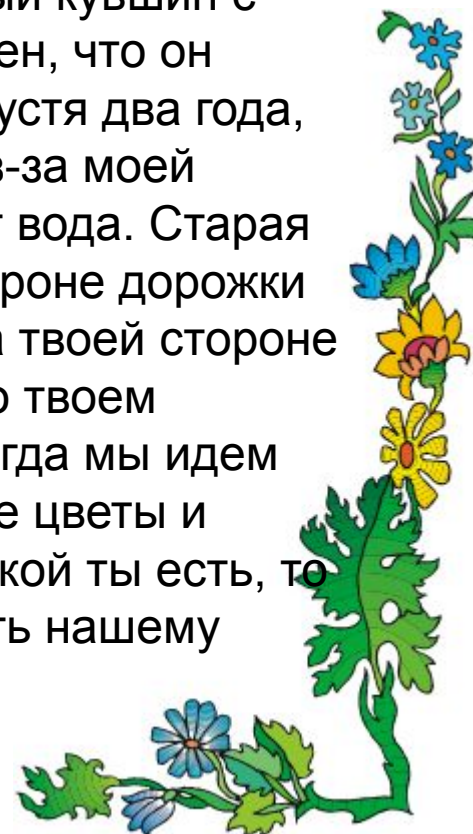 кувшин с
что он
два года,
моей
вода. Старая
дорожки
твоей стороне
твоем
мы идем
цветы и
ты есть, то
нашему